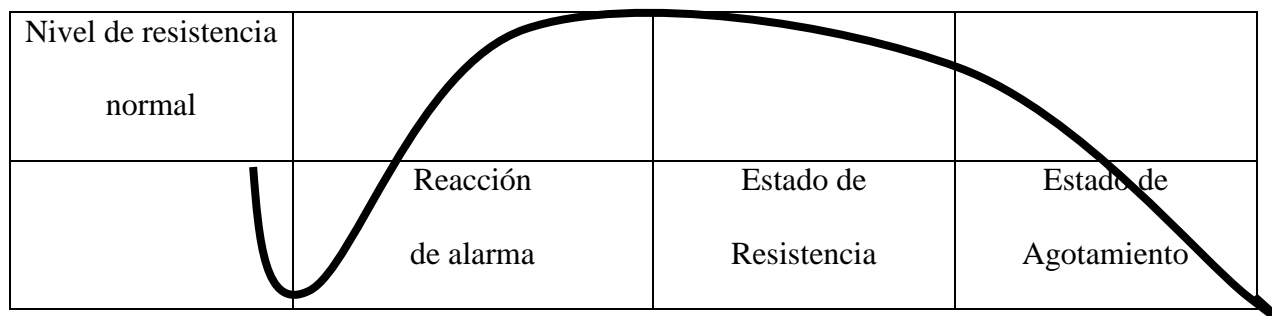 Nivel de resistencia
normal
Reacción
de alarma
Estado de
Resistencia
Estado de
Agotamiento